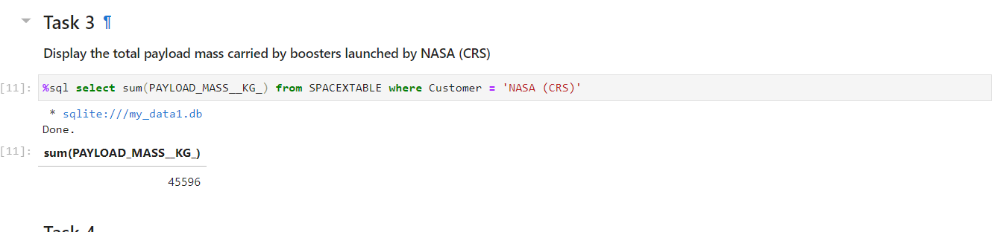 Task 3 ¶
Display the total payload mass carried by boosters launched by NASA (CRS)
[11]: %sql select sum(PAYLOAD_MASS__KG_) from SPACEXTABLE where Customer = 'NASA (CRS)'
* sqlite:///my_data1.db
Done.
[11]: sum(PAYLOAD_MASS__KG_)
45596
Task 4